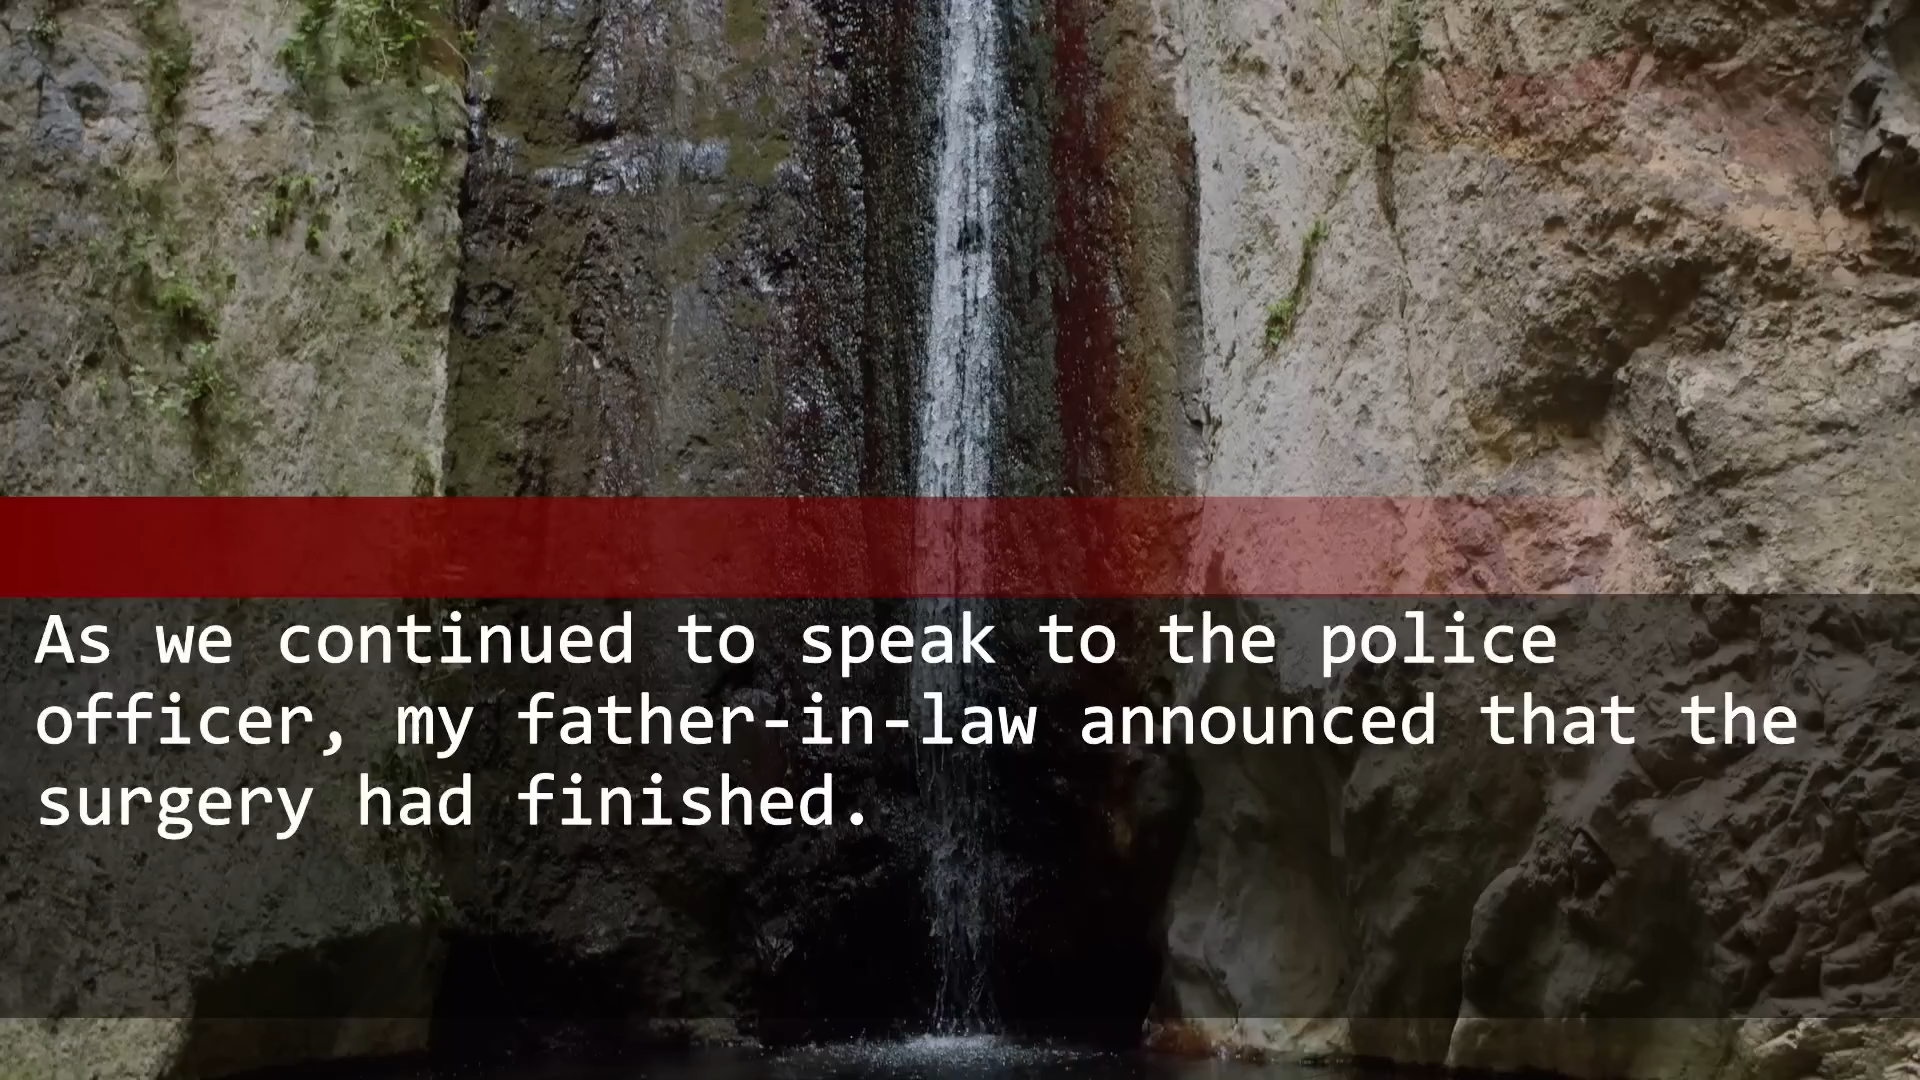 As we continued to speak to the police
officer, my father-in-law announced that the
surgery had finished.